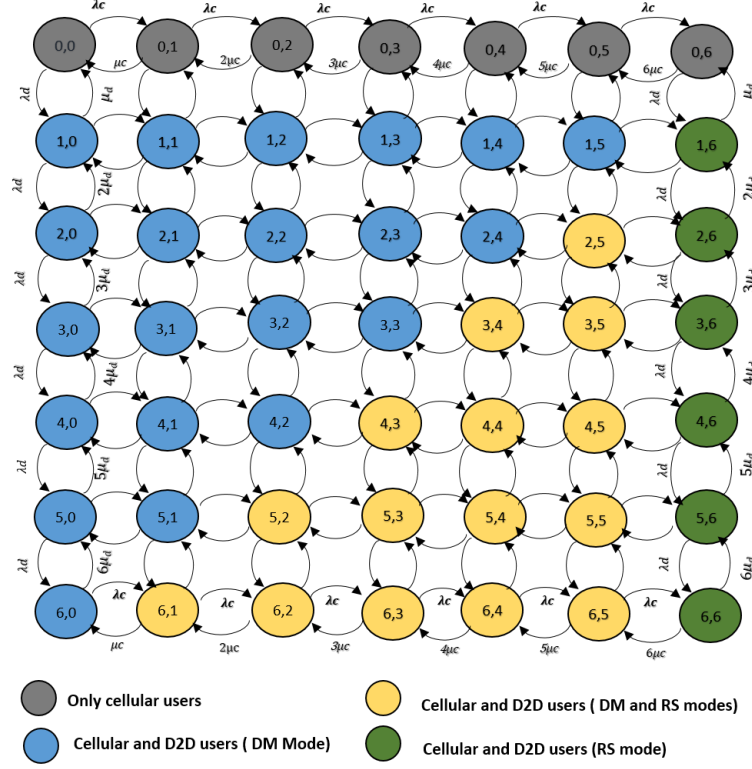 λc λc λc λc λc λc
0,0 0,1 0,2 0,3 0,4 0,5 0,6
μc 2μc 3μc 4μc 5μc 6μc
λd μd λd μd
1,0 1,1 1,2 1,3 1,4 1,5 1,6
λd 2μd λd 2μd
2,0 2,1 2,2 2,3 2,4 2,5 2,6
λd 3μd λd 3μd
3,0 3,1 3,2 3,3 3,4 3,5 3,6
λd 4μd λd 4μd
4,0 4,1 4,2 4,3 4,4 4,5 4,6
λd 5μd λd 5μd
5,0 5,1 5,2 5,3 5,4 5,5 5,6
λd 6μd λd 6μd
λc λc λc λc λc λc
6,0 6,1 6,2 6,3 6,4 6,5 6,6
μc 2μc 3μc 4μc 5μc 6μc
Only cellular users
Cellular and D2D users ( DM and RS modes)
Cellular and D2D users ( DM Mode)
Cellular and D2D users (RS mode)